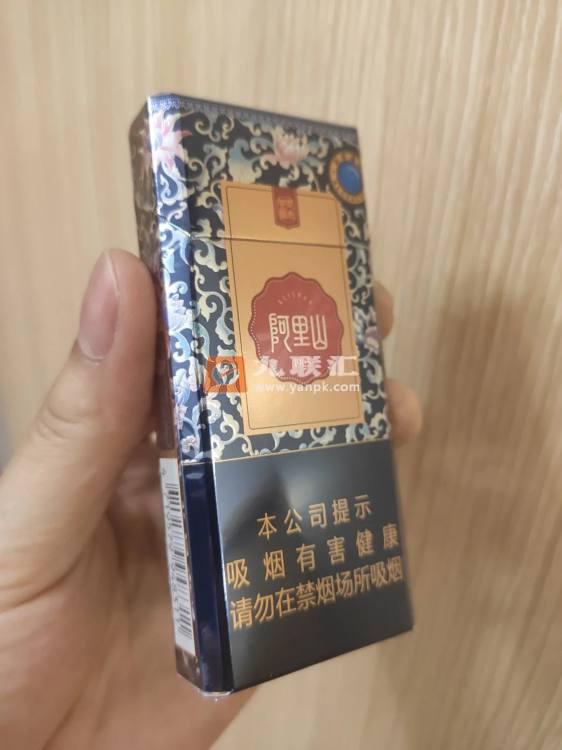 ALISHAN
阿里山
九联汇
www.yanpk.com
本公司提示
吸烟有害健康
请勿在禁烟场所吸烟